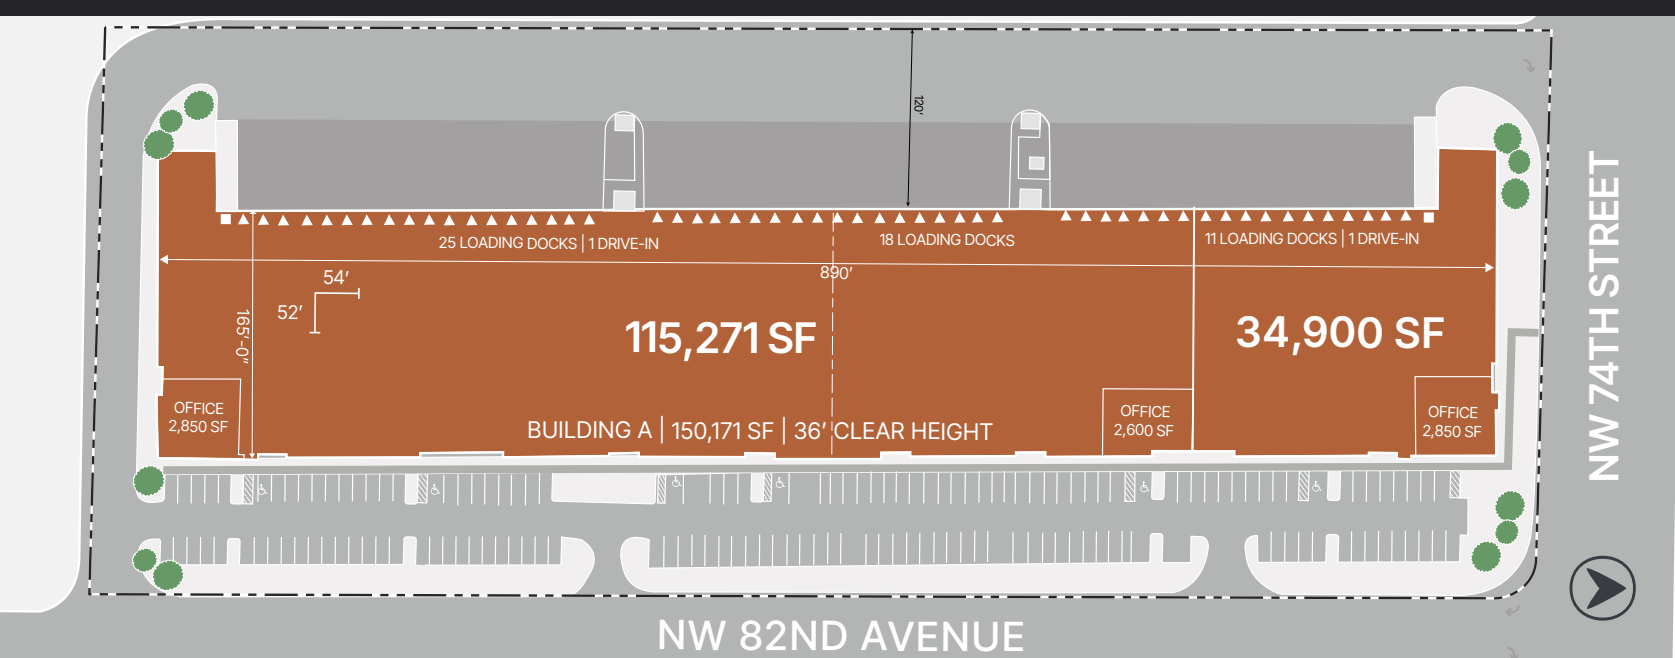 120'
25 LOADING DOCKS | 1 DRIVE-IN
18 LOADING DOCKS
11 LOADING DOCKS | 1 DRIVE-IN
890'
54'
52'
165'-0"
115,271 SF
34,900 SF
OFFICE
2,850 SF
BUILDING A | 150,171 SF | 36' CLEAR HEIGHT
OFFICE
2,600 SF
OFFICE
2,850 SF
NW 74TH STREET
NW 82ND AVENUE